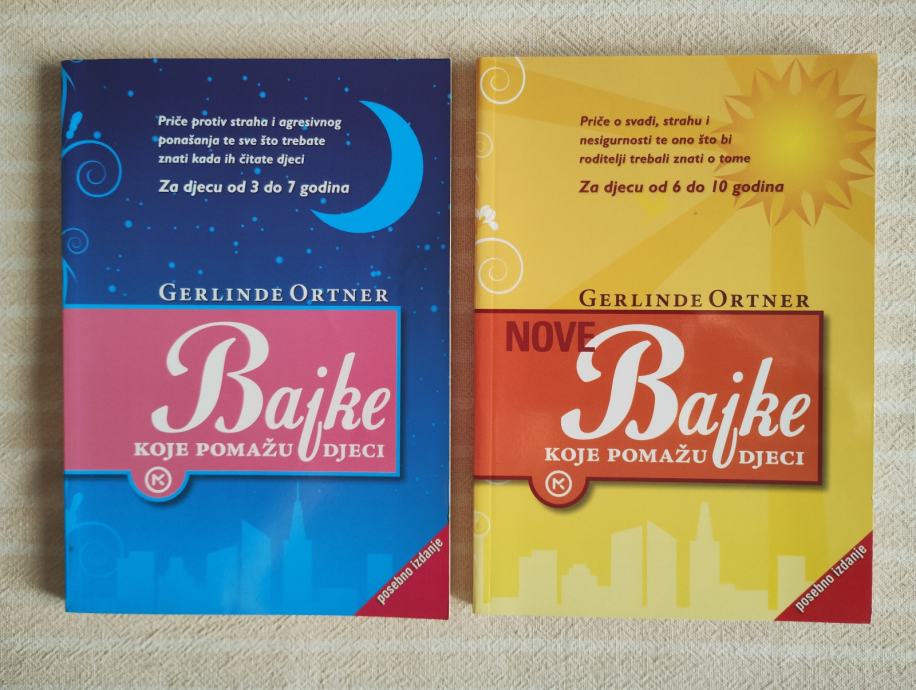 Priče protiv straha i agresivnog
ponašanja te sve što trebate
znati kada ih čitate djeci
Za djecu od 3 do 7 godina
GERLINDE ORTNER
Bajke
KOJE POMAŽU DJECI
posebno izdanje
Priče o svađi, strahu i
nesigurnosti te ono što bi
roditelji trebali znati o tome
Za djecu od 6 do 10 godina
GERLINDE ORTNER
NOVE
Bajke
KOJE POMAŽU DJECI
posebno izdanje